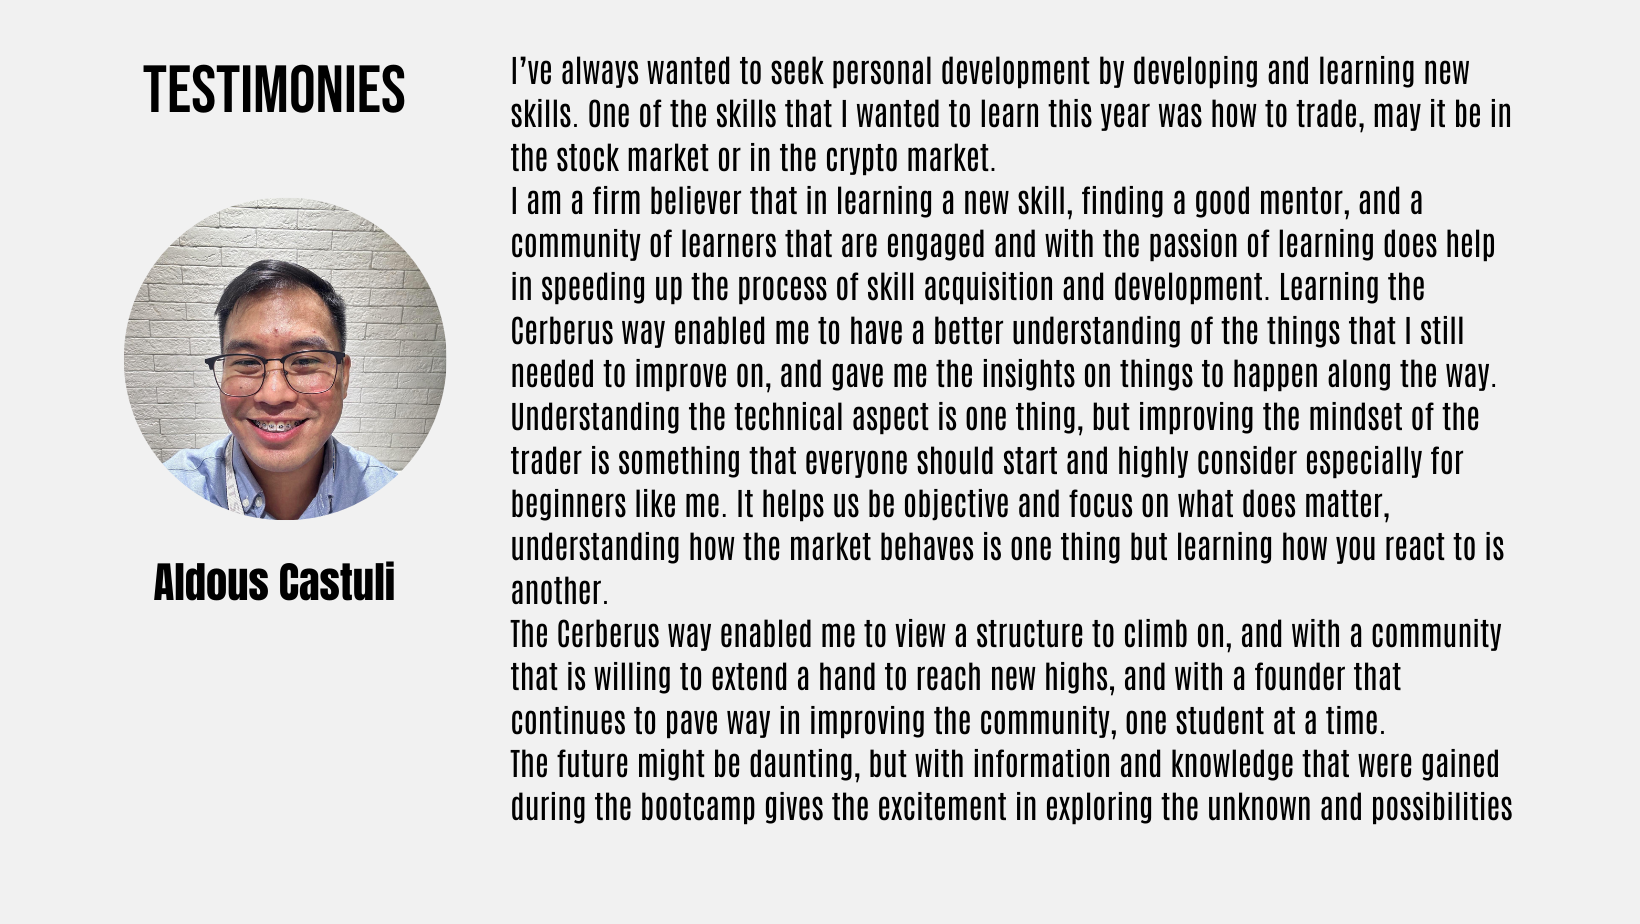 TESTIMONIES
Aldous Castuli
I’ve always wanted to seek personal development by developing and learning new
skills. One of the skills that I wanted to learn this year was how to trade, may it be in
the stock market or in the crypto market.
I am a firm believer that in learning a new skill, finding a good mentor, and a
community of learners that are engaged and with the passion of learning does help
in speeding up the process of skill acquisition and development. Learning the
Cerberus way enabled me to have a better understanding of the things that I still
needed to improve on, and gave me the insights on things to happen along the way.
Understanding the technical aspect is one thing, but improving the mindset of the
trader is something that everyone should start and highly consider especially for
beginners like me. It helps us be objective and focus on what does matter,
understanding how the market behaves is one thing but learning how you react to is
another.
The Cerberus way enabled me to view a structure to climb on, and with a community
that is willing to extend a hand to reach new highs, and with a founder that
continues to pave way in improving the community, one student at a time.
The future might be daunting, but with information and knowledge that were gained
during the bootcamp gives the excitement in exploring the unknown and possibilities